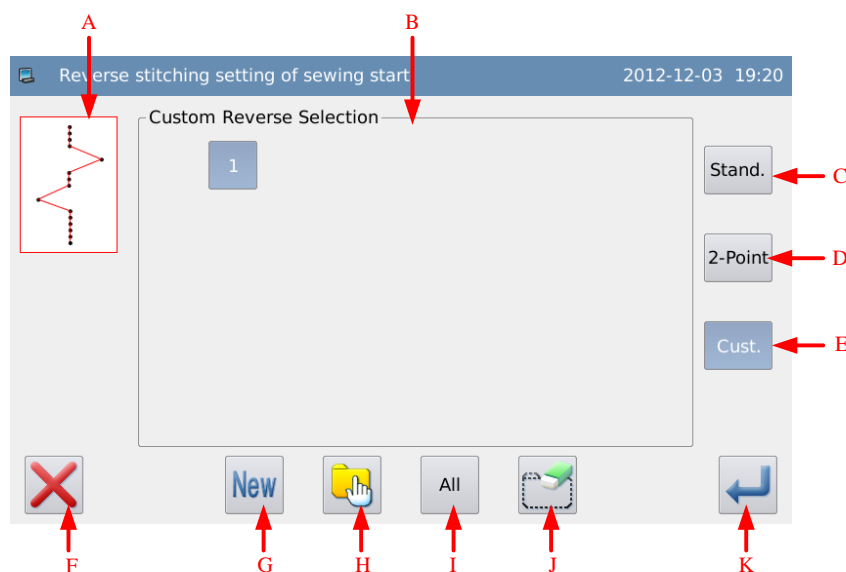 A
B
Reverse stitching setting of sewing start
2012-12-03 19:20
Custom Reverse Selection
1
Stand.
C
2-Point
D
Cust.
E
New
All
F
G
H
I
J
K